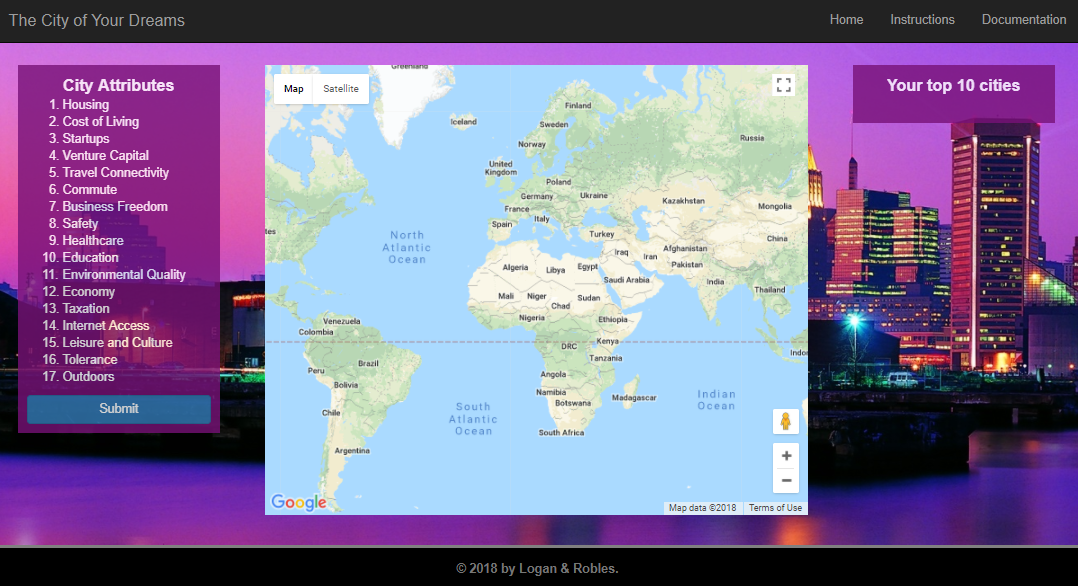 The City of Your Dreams
Home Instructions Documentation
City Attributes
1. Housing
2. Cost of Living
3. Startups
4. Venture Capital
5. Travel Connectivity
6. Commute
7. Business Freedom
8. Safety
9. Healthcare
10. Education
11. Environmental Quality
12. Economy
13. Taxation
14. Internet Access
15. Leisure and Culture
16. Tolerance
17. Outdoors
Submit
Map Satellite
Greenland
Iceland
Finland
Sweden
Norway
Russia
United
Kingdom
Poland
Germany
Ukraine
France
Kazakhstan
Italy
Mongolia
Spain
Turkey
China
tes
North
Atlantic
Ocean
Iraq
Iran
Afghanistan
Pakistan
Algeria
Libya
Egypt
Saudi Arabia
India
Thailand
Mali
Niger
Chad
Sudan
Nigeria
Ethiopia
Venezuela
Colombia
DRC
Kenya
Indor
Tanzania
Brazil
Peru
Angola
Bolivia
Namibia
Botswana
Madagascar
Indian
Ocean
Chile
South
Atlantic
Ocean
South Africa
Argentina
Google
Map data ©2018 Terms of Use
Your top 10 cities
© 2018 by Logan & Robles.